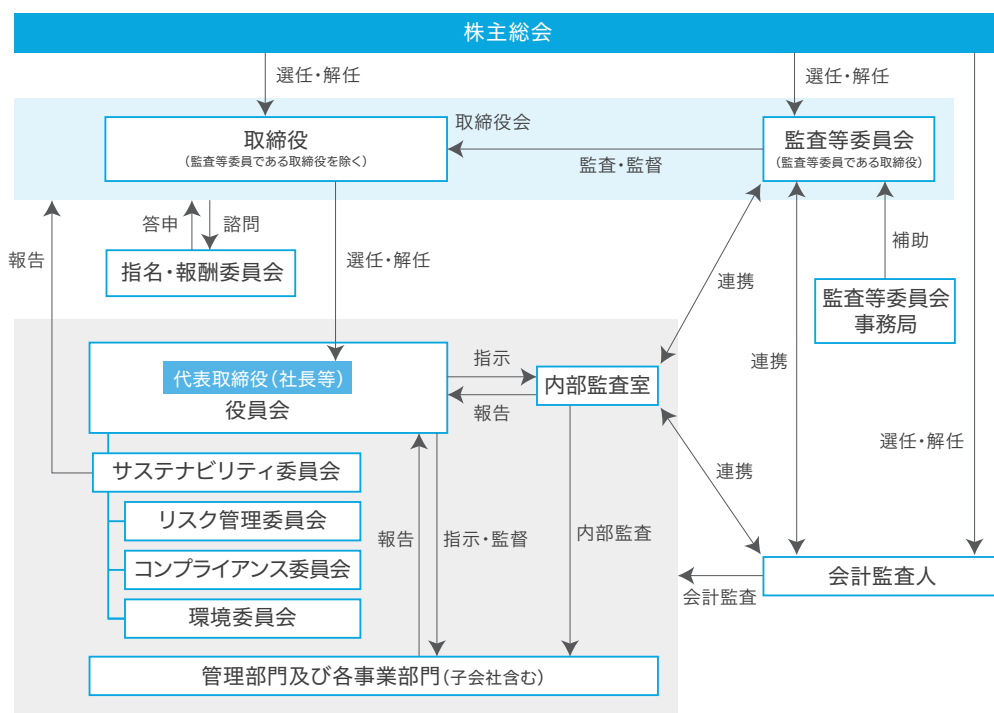 株主総会
選任・解任
選任・解任
取締役会
取締役
(監査等委員である取締役を除く)
監査・監督
監査等委員会
(監査等委員である取締役)
報告
答申
諮問
選任・解任
指名・報酬委員会
連携
補助
監査等委員会
事務局
連携
代表取締役(社長等)
役員会
指示
報告
内部監査室
選任・解任
サステナビリティ委員会
連携
リスク管理委員会
コンプライアンス委員会
環境委員会
報告
指示・監督
内部監査
会計監査
会計監査人
管理部門及び各事業部門(子会社含む)